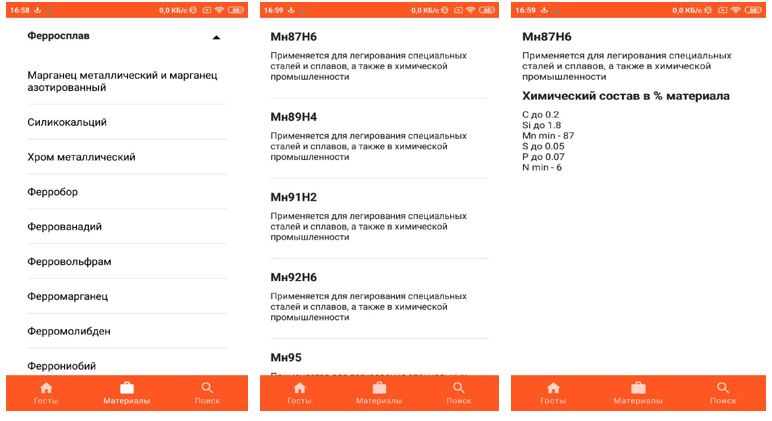 16:58
0,0 КБ/с
68
Ферросплав
Марганец металлический и марганец
азотированный
Силикокальций
Хром металлический
Ферробор
Феррованадий
Ферровольфрам
Ферромарганец
Ферромолибден
Феррониобий
Госты
Материалы
Поиск
16:59
0,0 КБ/с
Мн87Н6
Применяется для легирования специальных
сталей и сплавов, а также в химической
промышленности
Мн89Н4
Применяется для легирования специальных
сталей и сплавов, а также в химической
промышленности
Мн91Н2
Применяется для легирования специальных
сталей и сплавов, а также в химической
промышленности
Мн92Н6
Применяется для легирования специальных
сталей и сплавов, а также в химической
промышленности
Мн95
Применяется для легирования специальных
Госты
Материалы
Поиск
16:59
0,0 КБ/с
Мн87Н6
Применяется для легирования специальных
сталей и сплавов, а также в химической
промышленности
Химический состав в % материала
C до 0.2
Si до 1.8
Mn min - 87
S до 0.05
P до 0.07
N min - 6
Госты
Материалы
Поиск